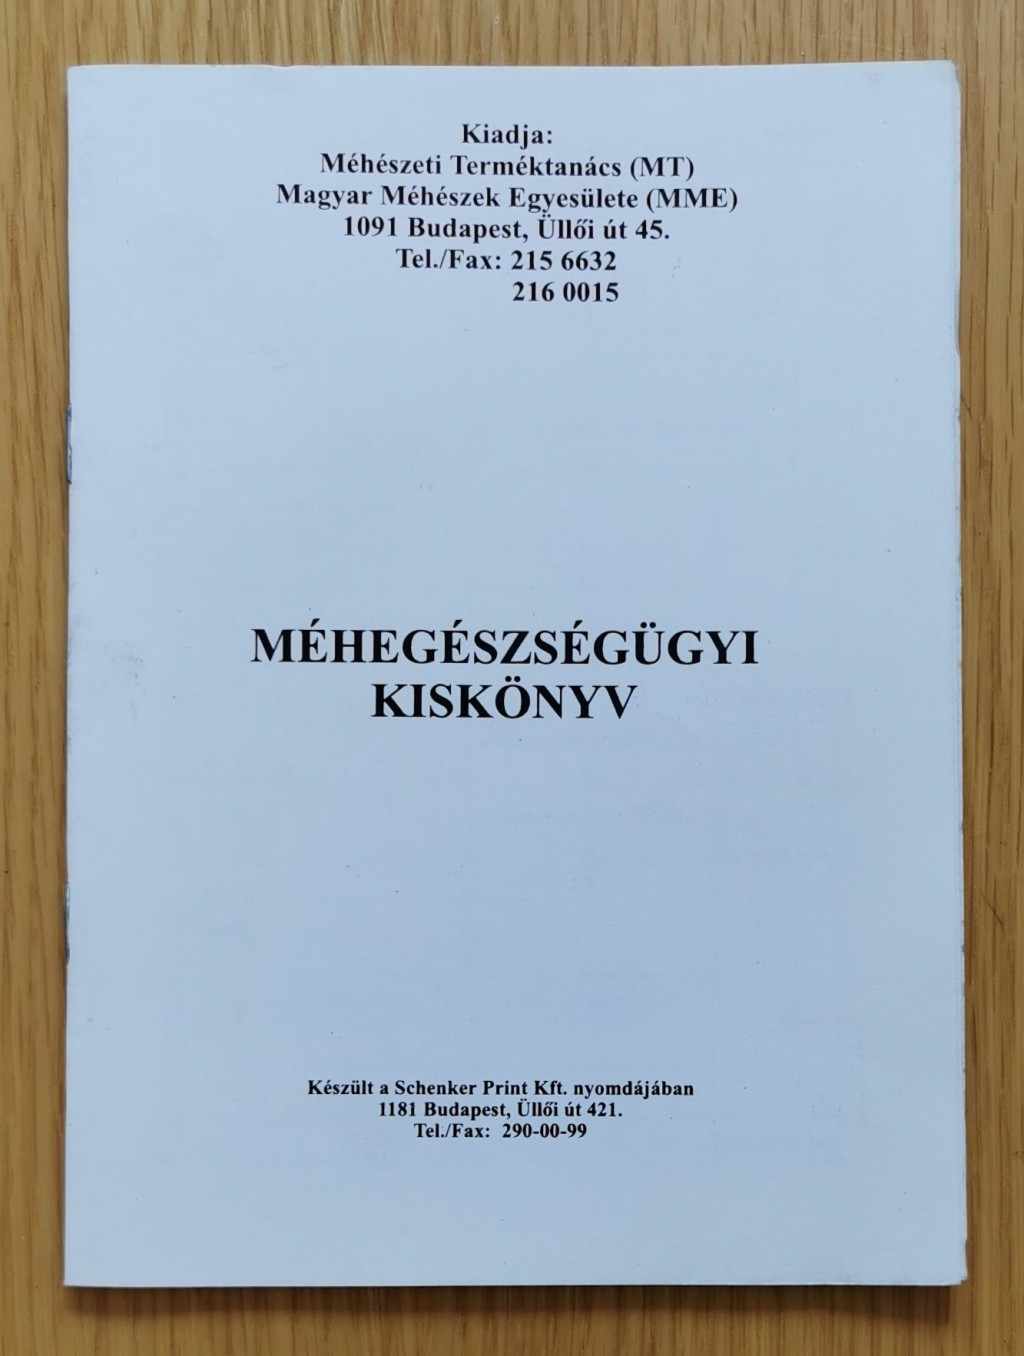 Kiadja:
Méhészeti Terméktanács (MT)
Magyar Méhészek Egyesülete (MME)
1091 Budapest, Üllői út 45.
Tel./Fax: 215 6632
216 0015
MÉHEGÉSZSÉGÜGYI
KISKÖNYV
Készült a Schenker Print Kft. nyomdájában
1181 Budapest, Üllői út 421.
Tel./Fax: 290-00-99